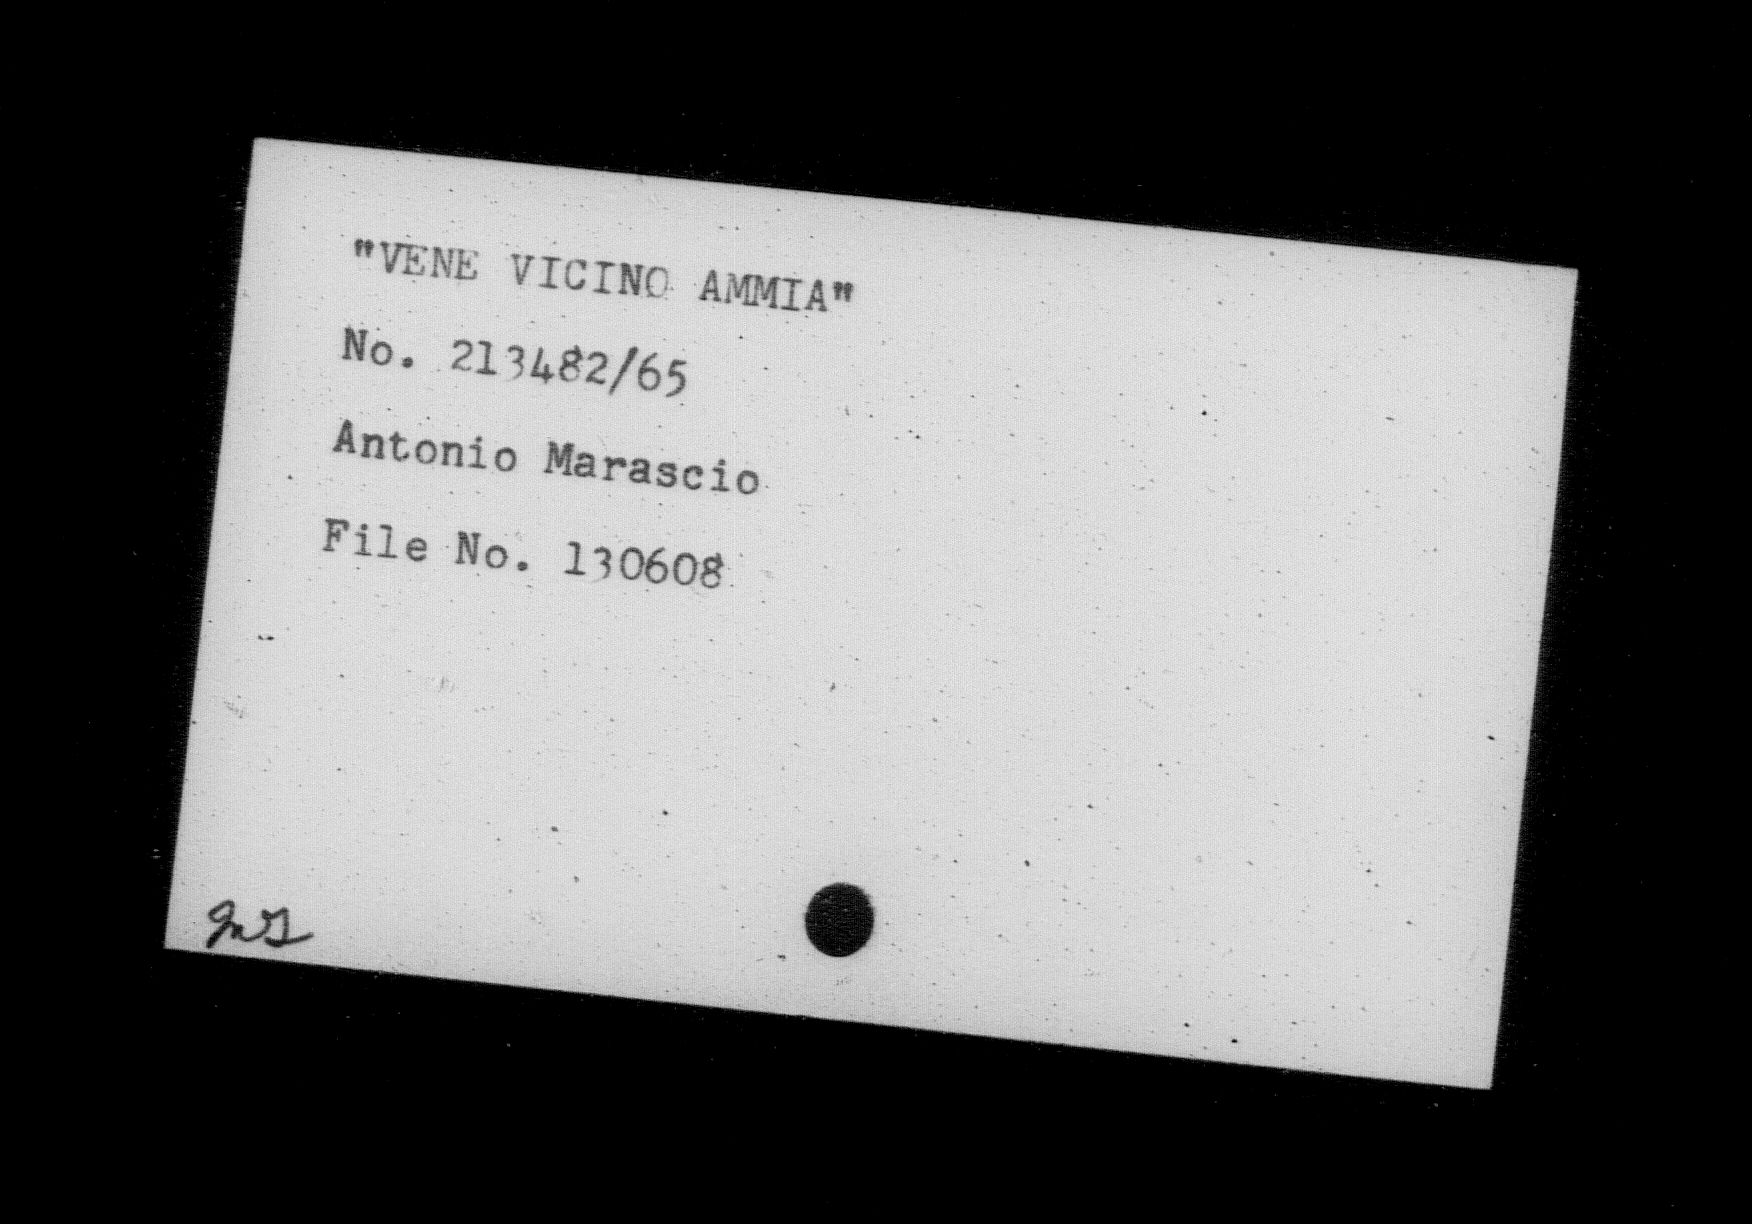 "VENE VICINO AMMIA"
No. 213482/65
Antonio Marascio
File No. 130608